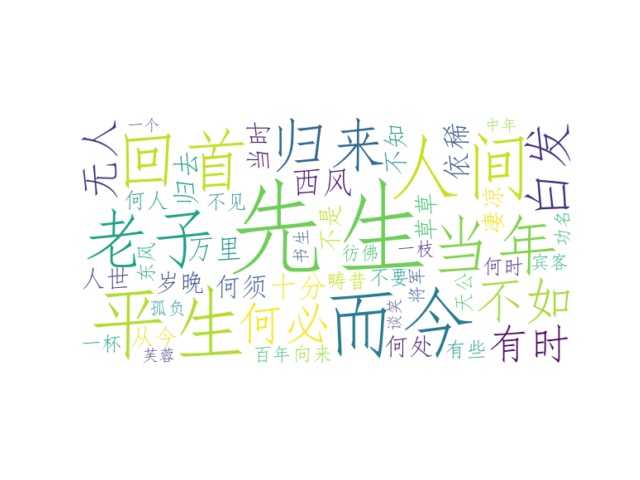 先生
平生
人间
而今
当年
回首
老子
归来
白发
不如
何必
有时
无人
西风
依稀
一个
中年
当时
不知
归去
何人
不见
万里
书生
不是
彷佛
一枝
草草
凄凉
功名
宾客
何时
天公
将军
不要
畴昔
谈笑
十分
何须
岁晚
东风
人世
孤负
一杯
从今
芙蓉
百年
向来
何处
有些